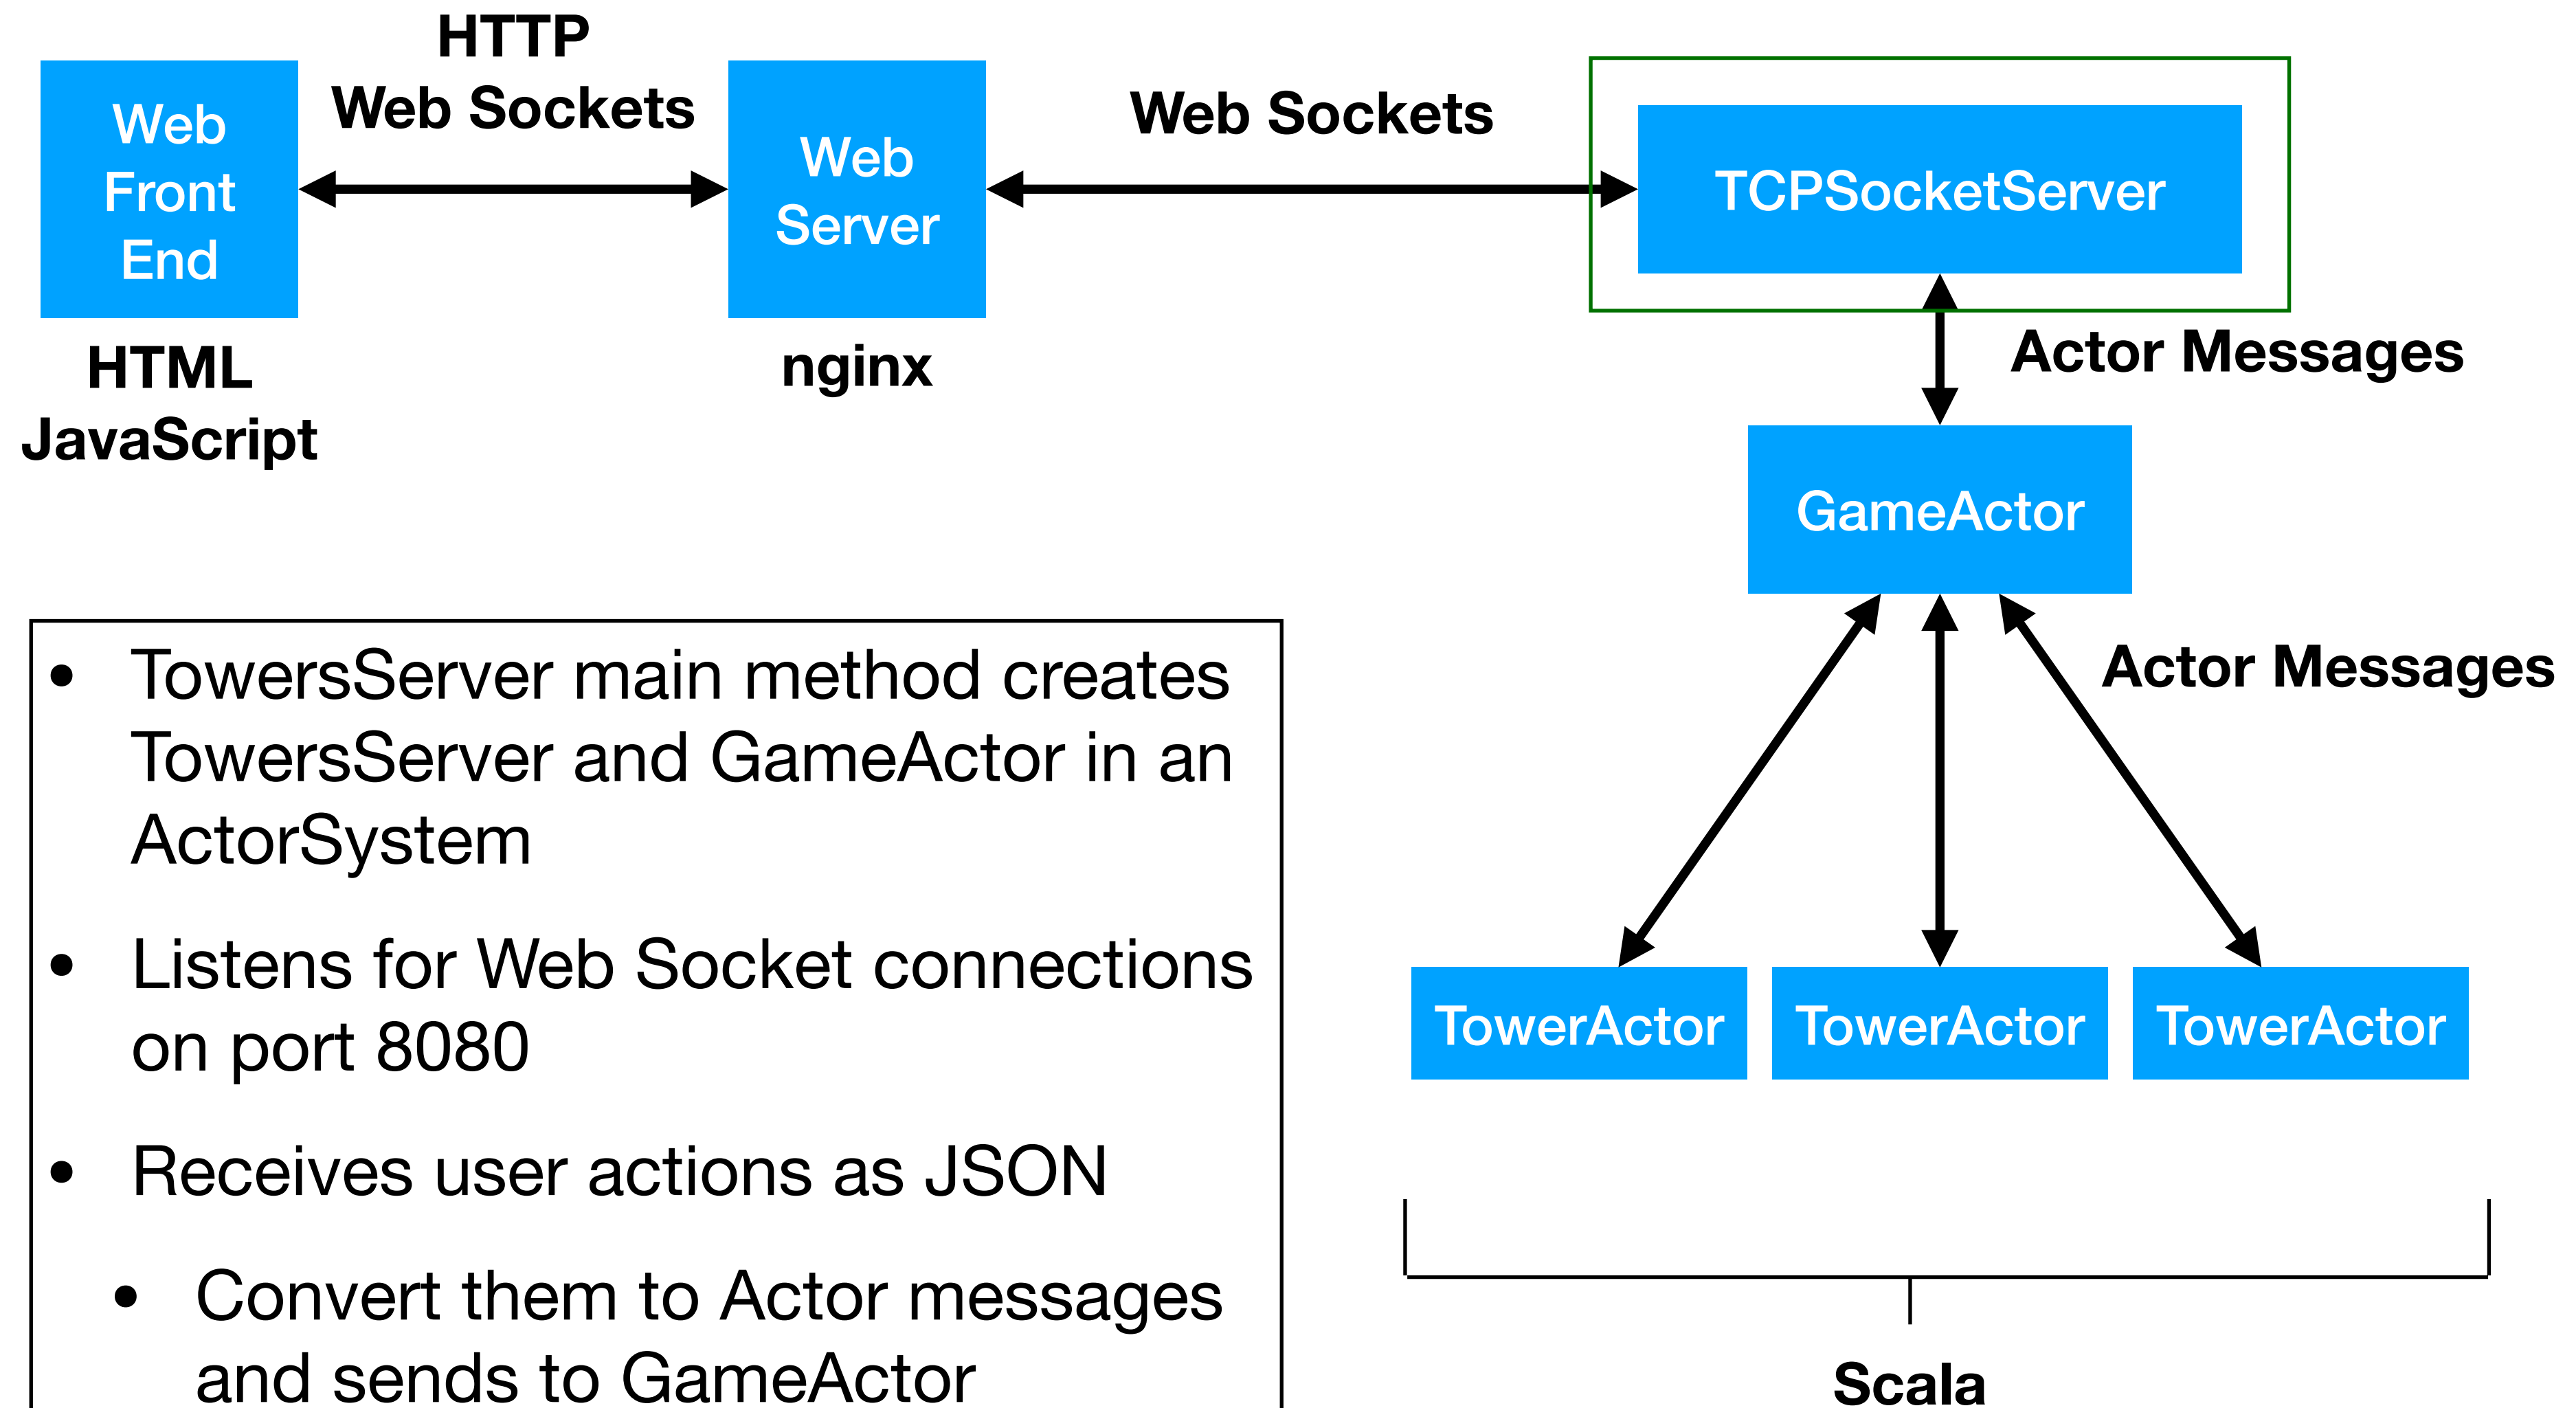 HTTP
Web Sockets
Web
Front
End
HTML
JavaScript
Web
Server
nginx
Web Sockets
TCPSocketServer
Actor Messages
GameActor
Actor Messages
TowerActor
TowerActor
TowerActor
Scala
• TowersServer main method creates
TowersServer and GameActor in an
ActorSystem
• Listens for Web Socket connections
on port 8080
• Receives user actions as JSON
• Convert them to Actor messages
and sends to GameActor